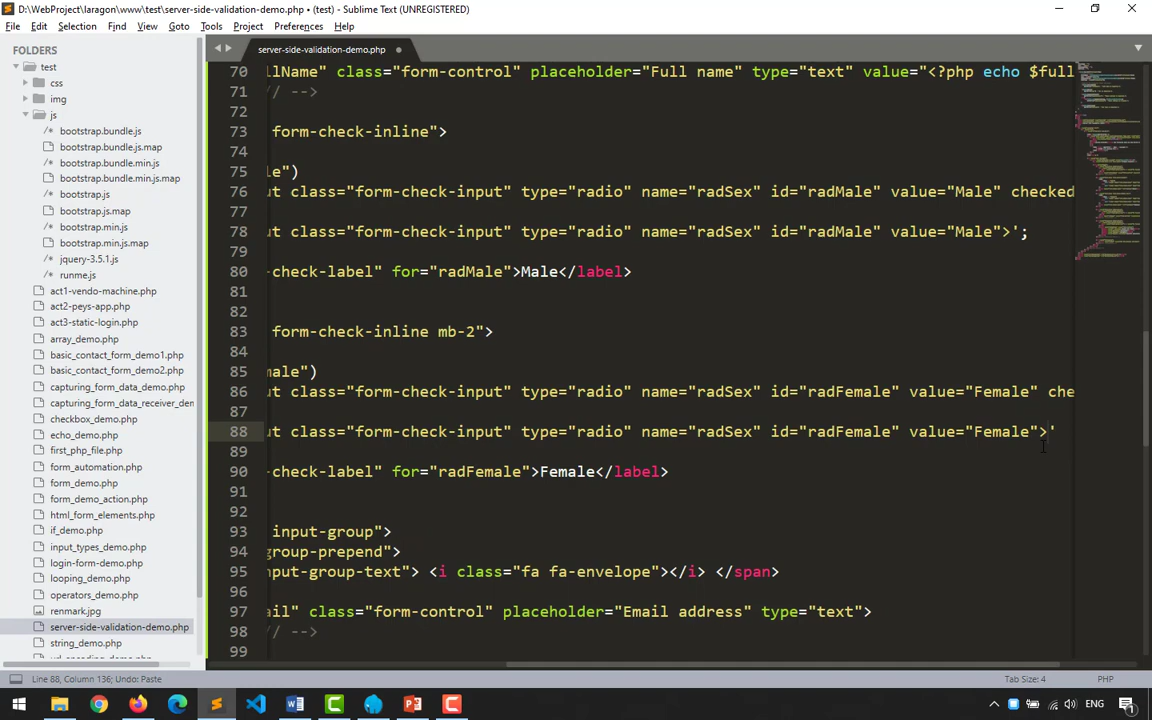 D:\WebProject\laragon\www\test\server-side-validation-demo.php • (test) - Sublime Text (UNREGISTERED)
File Edit Selection Find View Goto Tools Project Preferences Help
FOLDERS
test
css
img
js
bootstrap.bundle.js
bootstrap.bundle.js.map
bootstrap.bundle.min.js
bootstrap.bundle.min.js.map
bootstrap.js
bootstrap.js.map
bootstrap.min.js
bootstrap.min.js.map
jquery-3.5.1.js
runme.js
act1-vendo-machine.php
act2-peys-app.php
act3-static-login.php
array_demo.php
basic_contact_form_demo1.php
basic_contact_form_demo2.php
capturing_form_data_demo.php
capturing_form_data_receiver_den
checkbox_demo.php
echo_demo.php
first_php_file.php
form_automation.php
form_demo.php
form_demo_action.php
html_form_elements.php
if_demo.php
input_types_demo.php
login-form-demo.php
looping_demo.php
operators_demo.php
renmark.jpg
server-side-validation-demo.php
string_demo.php
server-side-validation-demo.php
70 llName" class="form-control" placeholder="Full name" type="text" value="<?php echo $full
71 // -->
72
73 form-check-inline">
74
75 le")
76 ut class="form-check-input" type="radio" name="radSex" id="radMale" value="Male" checked
77
78 ut class="form-check-input" type="radio" name="radSex" id="radMale" value="Male">';
79
80 -check-label" for="radMale">Male</label>
81
82
83 form-check-inline mb-2">
84
85 male")
86 ut class="form-check-input" type="radio" name="radSex" id="radFemale" value="Female" che
87
88 ut class="form-check-input" type="radio" name="radSex" id="radFemale" value="Female">'
89
90 -check-label" for="radFemale">Female</label>
91
92
93 input-group">
94 group-prepend">
95 nput-group-text"> <i class="fa fa-envelope"></i> </span>
96
97 ail" class="form-control" placeholder="Email address" type="text">
98 // -->
99
Line 88, Column 136; Undo: Paste
Tab Size: 4
PHP
ENG